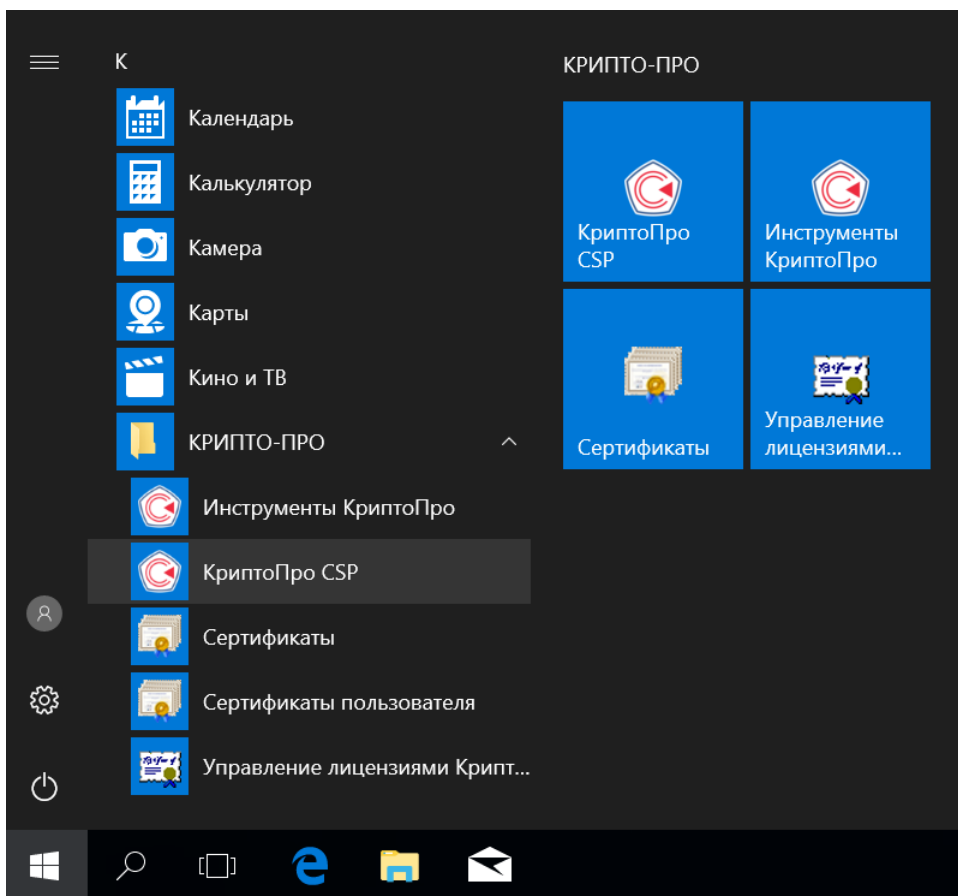 К
Календарь
Калькулятор
Камера
Карты
Кино и ТВ
КРИПТО-ПРО
Инструменты КриптоПро
КриптоПро CSP
Сертификаты
Сертификаты пользователя
Управление лицензиями Крипт...
КРИПТО-ПРО
КриптоПро
CSP
Инструменты
КриптоПро
Сертификаты
Управление
лицензиями...